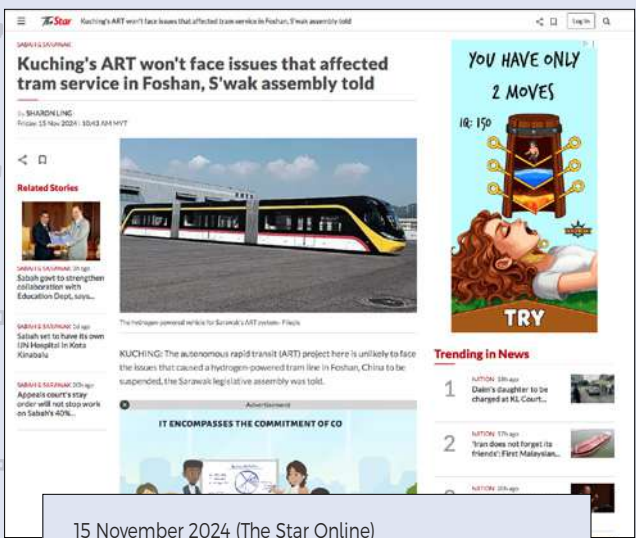 The Star
Kuching's ART won't face issues that affected tram service in Foshan, S'wak assembly told
Log In
SABAH & SARAWAK
Kuching's ART won't face issues that affected
tram service in Foshan, S'wak assembly told
By SHARON LING
Friday, 15 Nov 2024 | 10:43 AM MYT
Related Stories
SABAH & SARAWAK
Sabah govt to strengthen
collaboration with
Education Dept, says...
SABAH & SARAWAK
Sabah set to have its own
IJN Hospital in Kota
Kinabalu
SABAH & SARAWAK
Appeals court's stay
order will not stop work
on Sabah's 40%...
The hydrogen-powered vehicle for Sarawak's ART system - Filepic
KUCHING: The autonomous rapid transit (ART) project here is unlikely to face
the issues that caused a hydrogen-powered tram line in Foshan, China to be
suspended, the Sarawak legislative assembly was told.
Advertisement
IT ENCOMPASSES THE COMMITMENT OF CO
YOU HAVE ONLY
2 MOVES
IQ: 150
TRY
Trending in News
1
NATION
Daim's daughter to be
charged at KL Court...
2
NATION
'Iran does not forget its
friends': First Malaysian...
NATION
15 November 2024 (The Star Online)